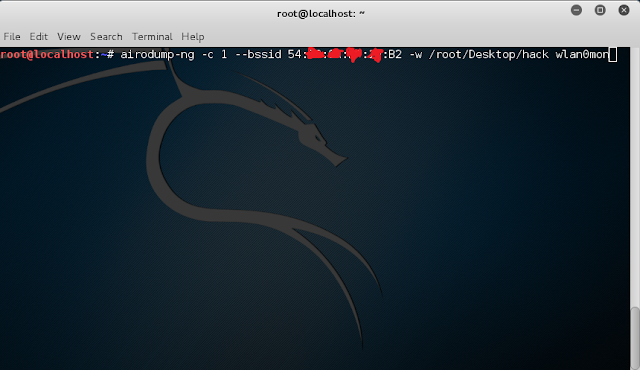 root@localhost: ~
File Edit View Search Terminal Help
root@localhost:~# airodump-ng -c 1 --bssid 54: : : : :B2 -w /root/Desktop/hack wlan0mon